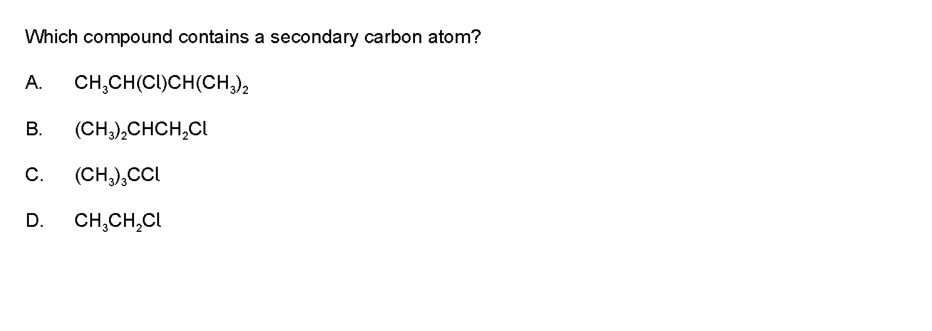 Which compound contains a secondary carbon atom?
A. CH₃CH(Cl)CH(CH₃)₂
B. (CH₃)₂CHCH₂Cl
C. (CH₃)₃CCl
D. CH₃CH₂Cl